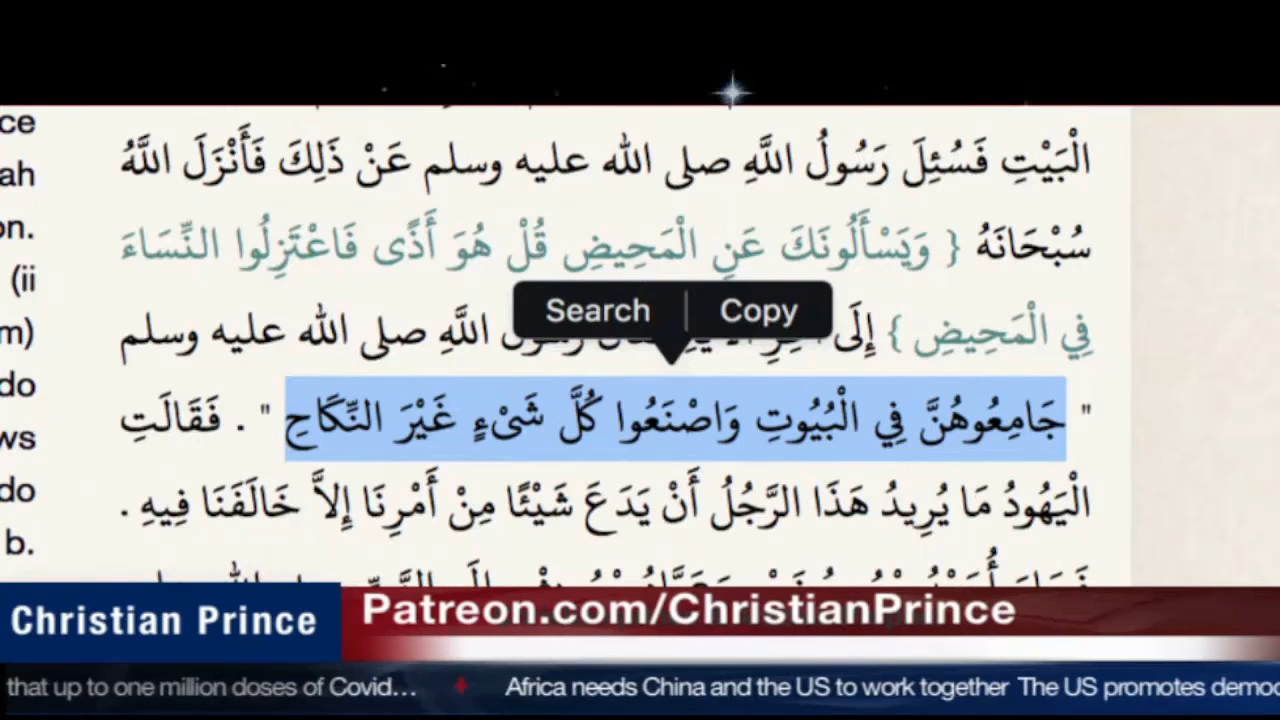 ce
الْبَيْتِ فَسُئِلَ رَسُولُ اللَّهِ صلى الله عليه وسلم عَنْ ذَلِكَ فَأَنْزَلَ اللَّهُ
ah
on.
سُبْحَانَهُ { وَيَسْأَلُونَكَ عَنِ الْمَحِيضِ قُلْ هُوَ أَذًى فَاعْتَزِلُوا النِّسَاءَ
(ii
Search Copy
m)
فِي الْمَحِيضِ } إِلَى اللَّهِ صلى الله عليه وسلم
do
" جَامِعُوهُنَّ فِي الْبُيُوتِ وَاصْنَعُوا كُلَّ شَىْءٍ غَيْرَ النِّكَاحِ " . فَقَالَتِ
ws
do
الْيَهُودُ مَا يُرِيدُ هَذَا الرَّجُلُ أَنْ يَدَعَ شَيْئًا مِنْ أَمْرِنَا إِلاَّ خَالَفَنَا فِيهِ .
b.
Christian Prince
Patreon.com/ChristianPrince
that up to one million doses of Covid... Africa needs China and the US to work together The US promotes democ